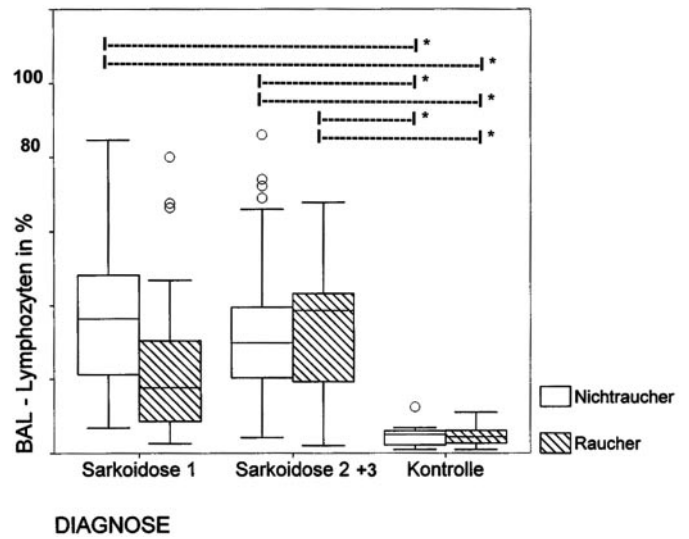 *
*
*
*
*
*
100
80
BAL - Lymphozyten in %
Nichtraucher
Raucher
Sarkoidose 1
Sarkoidose 2 +3
Kontrolle
DIAGNOSE